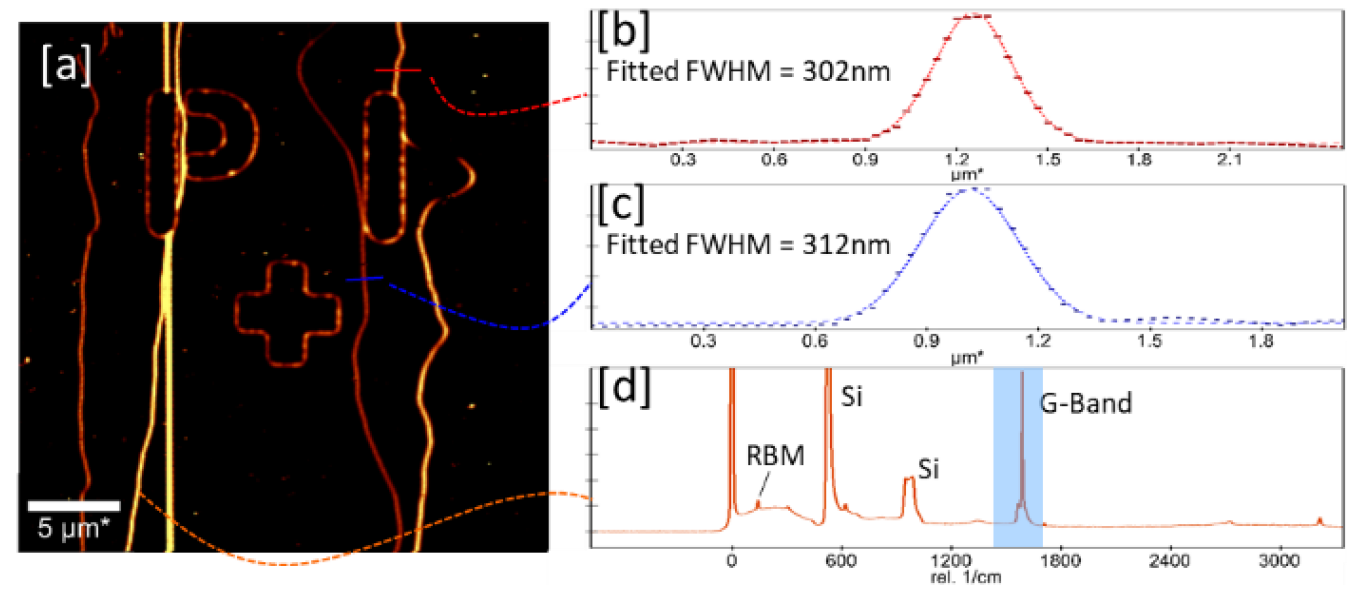 [a]
5 µm*
[b]
Fitted FWHM = 302nm
0.3 0.6 0.9 1.2 1.5 1.8 2.1
µm*
[c]
Fitted FWHM = 312nm
0.3 0.6 0.9 1.2 1.5 1.8
µm*
[d]
RBM
Si
Si
G-Band
0 600 1200 1800 2400 3000
rel. 1/cm